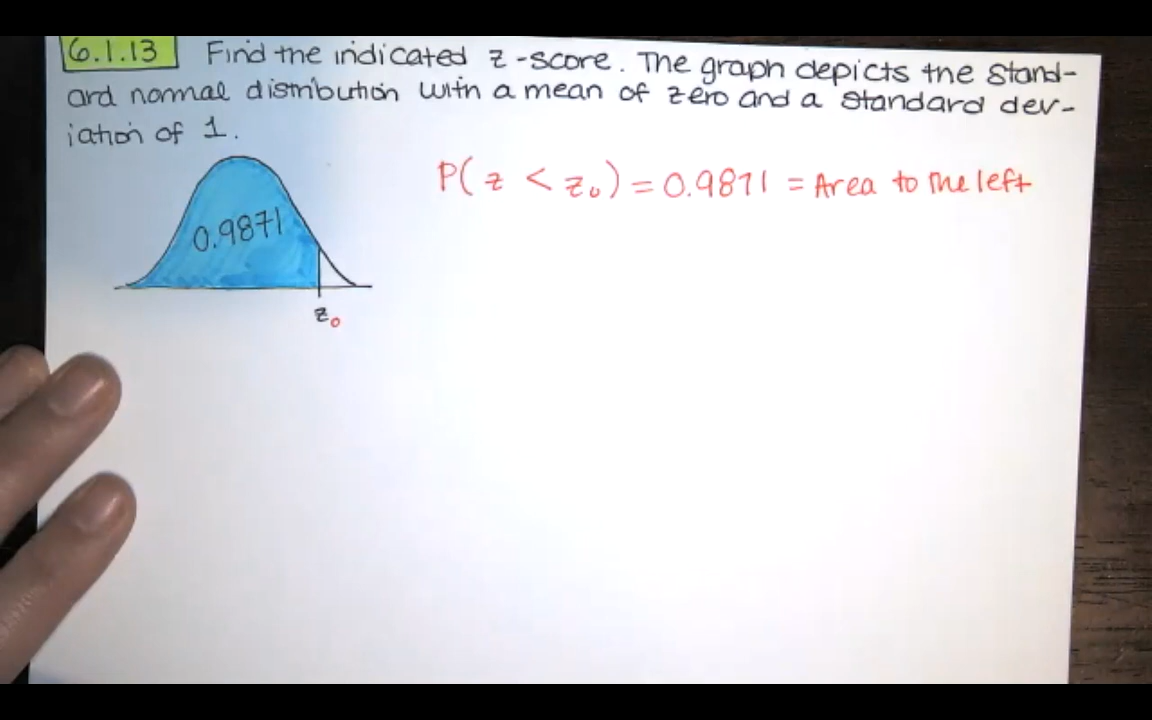 6.1.13 Find the indicated z-score. The graph depicts the stand-
ard normal distribution with a mean of zero and a standard dev-
iation of 1.
P(z < z₀) = 0.9871 = Area to the left
0.9871
z₀